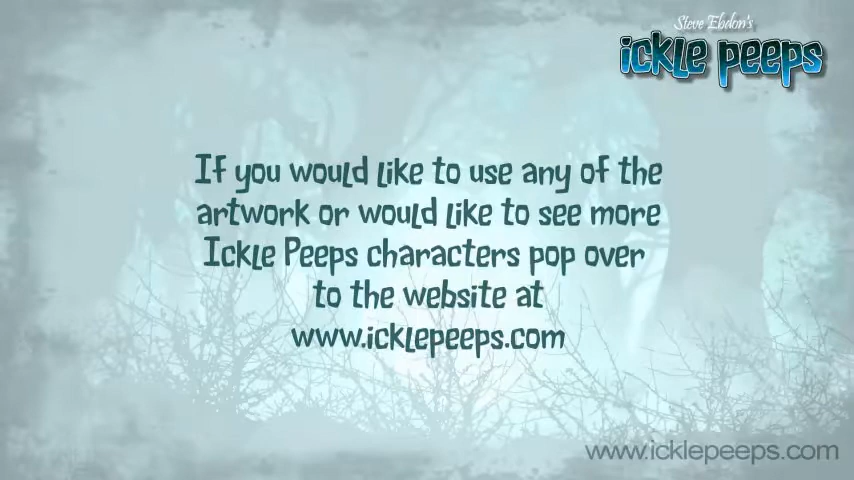 Steve Ebdon's
ickle peeps
If you would like to use any of the
artwork or would like to see more
Ickle Peeps characters pop over
to the website at
www.icklepeeps.com
www.icklepeeps.com